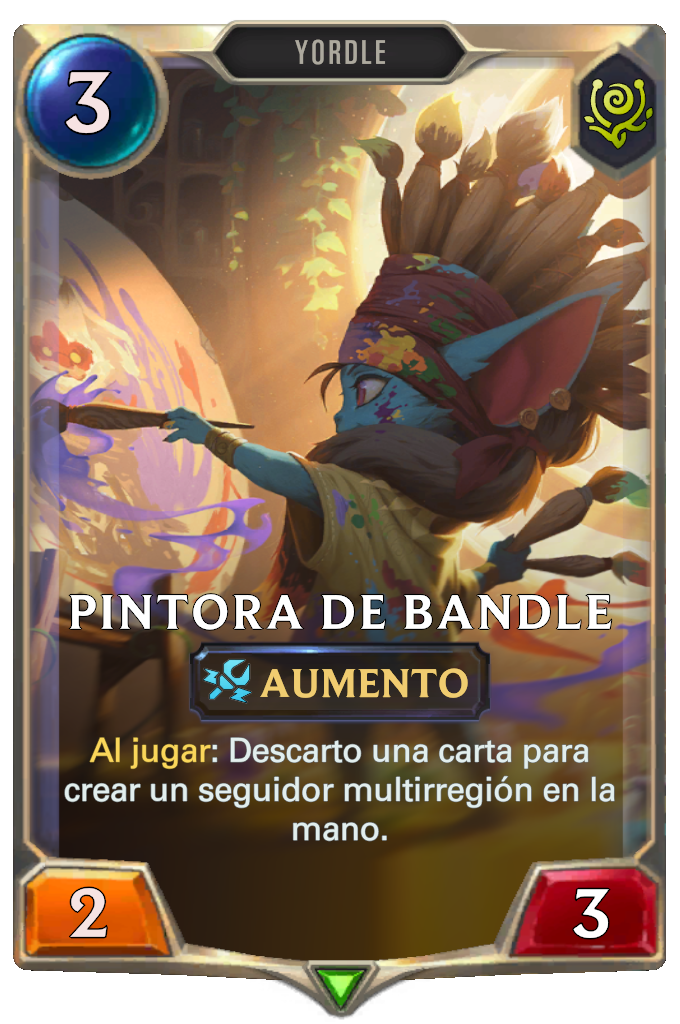 YORDLE
3
PINTORA DE BANDLE
AUMENTO
Al jugar: Descarto una carta para
crear un seguidor multirregión en la
mano.
2
3